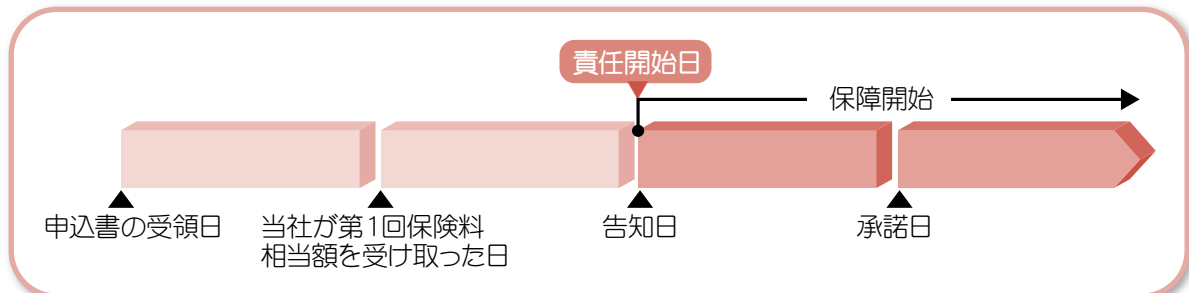 責任開始日
保障開始
申込書の受領日
当社が第1回保険料
相当額を受け取った日
告知日
承諾日